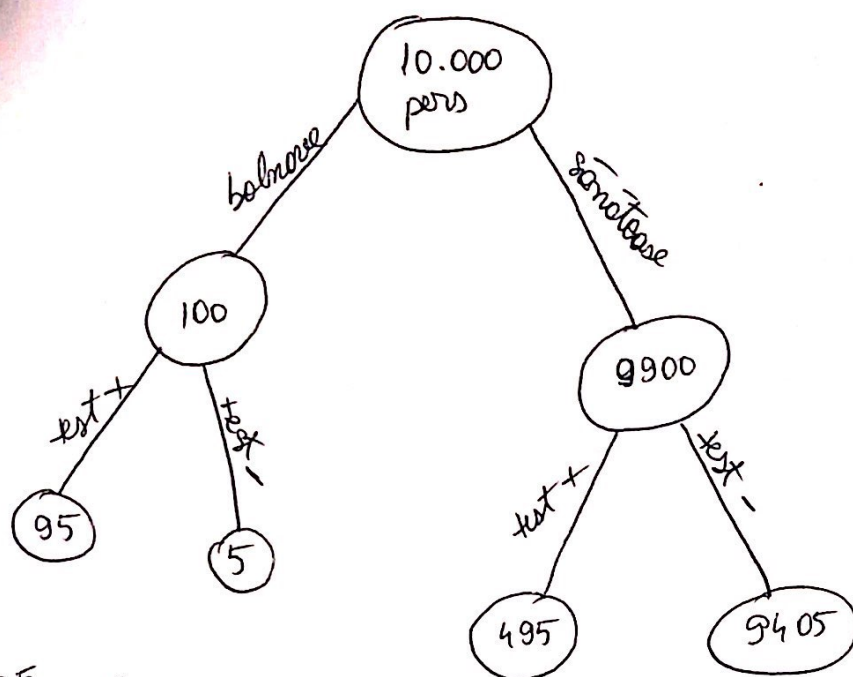 10.000
pers
bolnave
sănătoase
100
9900
test +
test -
test +
test -
95
5
495
9405